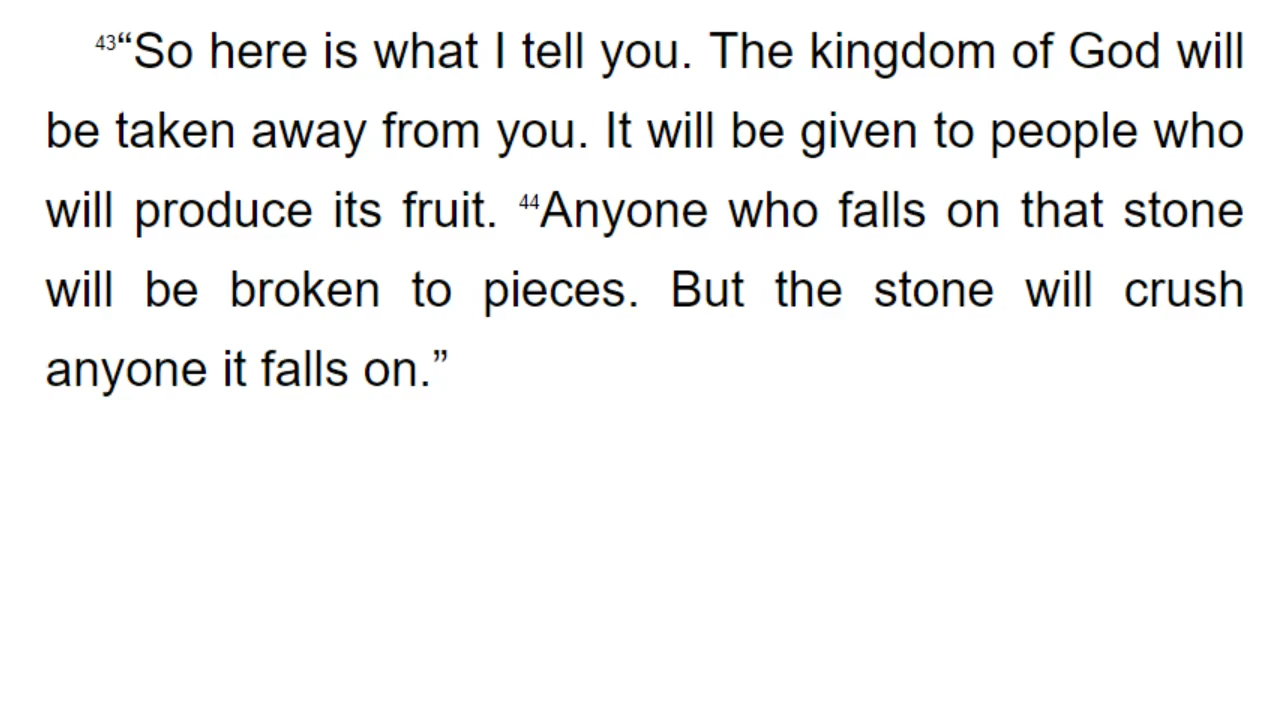 43“So here is what I tell you. The kingdom of God will
be taken away from you. It will be given to people who
will produce its fruit. 44Anyone who falls on that stone
will be broken to pieces. But the stone will crush
anyone it falls on.”